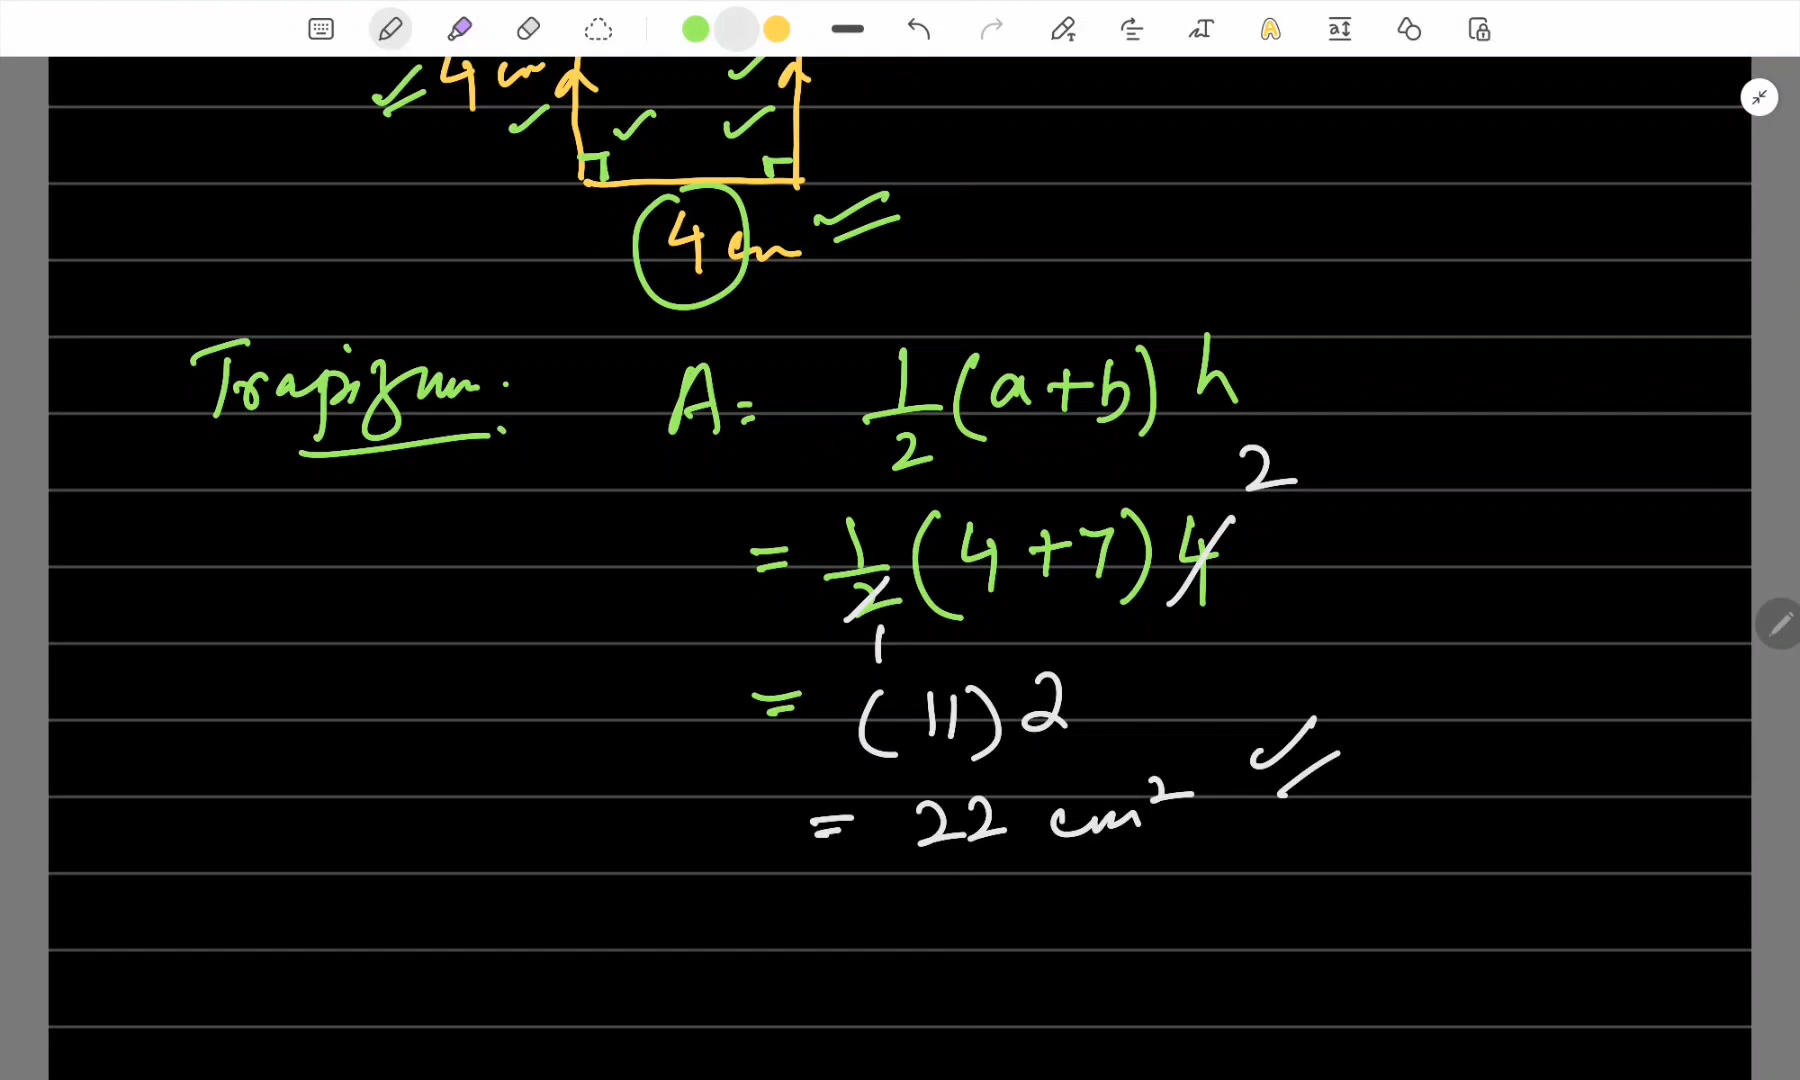 4 cm
4 cm
Trapizum: A = 1/2 (a+b) h
2
= 1/2 (4+7) 4
1
= (11) 2
= 22 cm²